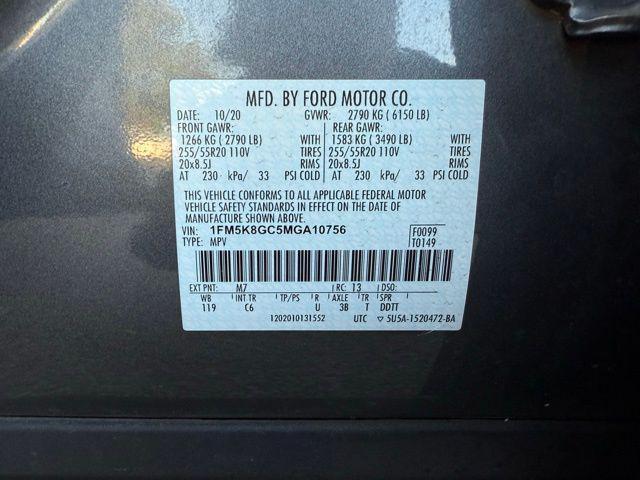 MFD. BY FORD MOTOR CO.
DATE: 10/20 GVWR: 2790 KG ( 6150 LB)
FRONT GAWR: REAR GAWR:
1266 KG ( 2790 LB) WITH 1583 KG ( 3490 LB) WITH
255/55R20 110V TIRES 255/55R20 110V TIRES
20x8.5J RIMS 20x8.5J RIMS
AT 230 kPa/ 33 PSI COLD AT 230 kPa/ 33 PSI COLD
THIS VEHICLE CONFORMS TO ALL APPLICABLE FEDERAL MOTOR
VEHICLE SAFETY STANDARDS IN EFFECT ON THE DATE OF
MANUFACTURE SHOWN ABOVE.
VIN: 1FM5K8GC5MGA10756 F0099
TYPE: MPV T0149
EXT PNT: M7 RC: 13 DSO:
WB INT TR TP/PS R AXLE TR SPR
119 C6 U 3B T DDTT
1202010131552 UTC ▽ 5U5A-1520472-BA